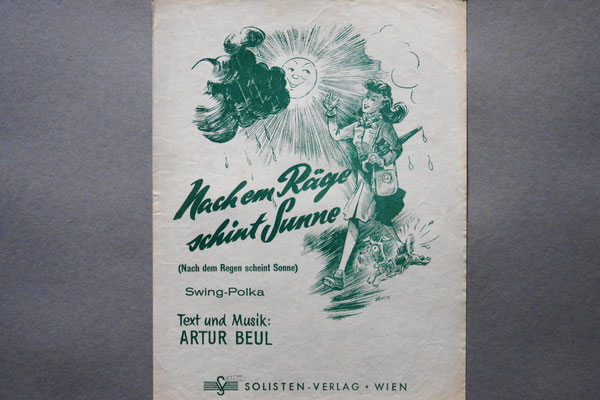 Nach em Räge
schint Sunne
(Nach dem Regen scheint Sonne)
Swing-Polka
Text und Musik:
ARTUR BEUL
SOLISTEN-VERLAG • WIEN